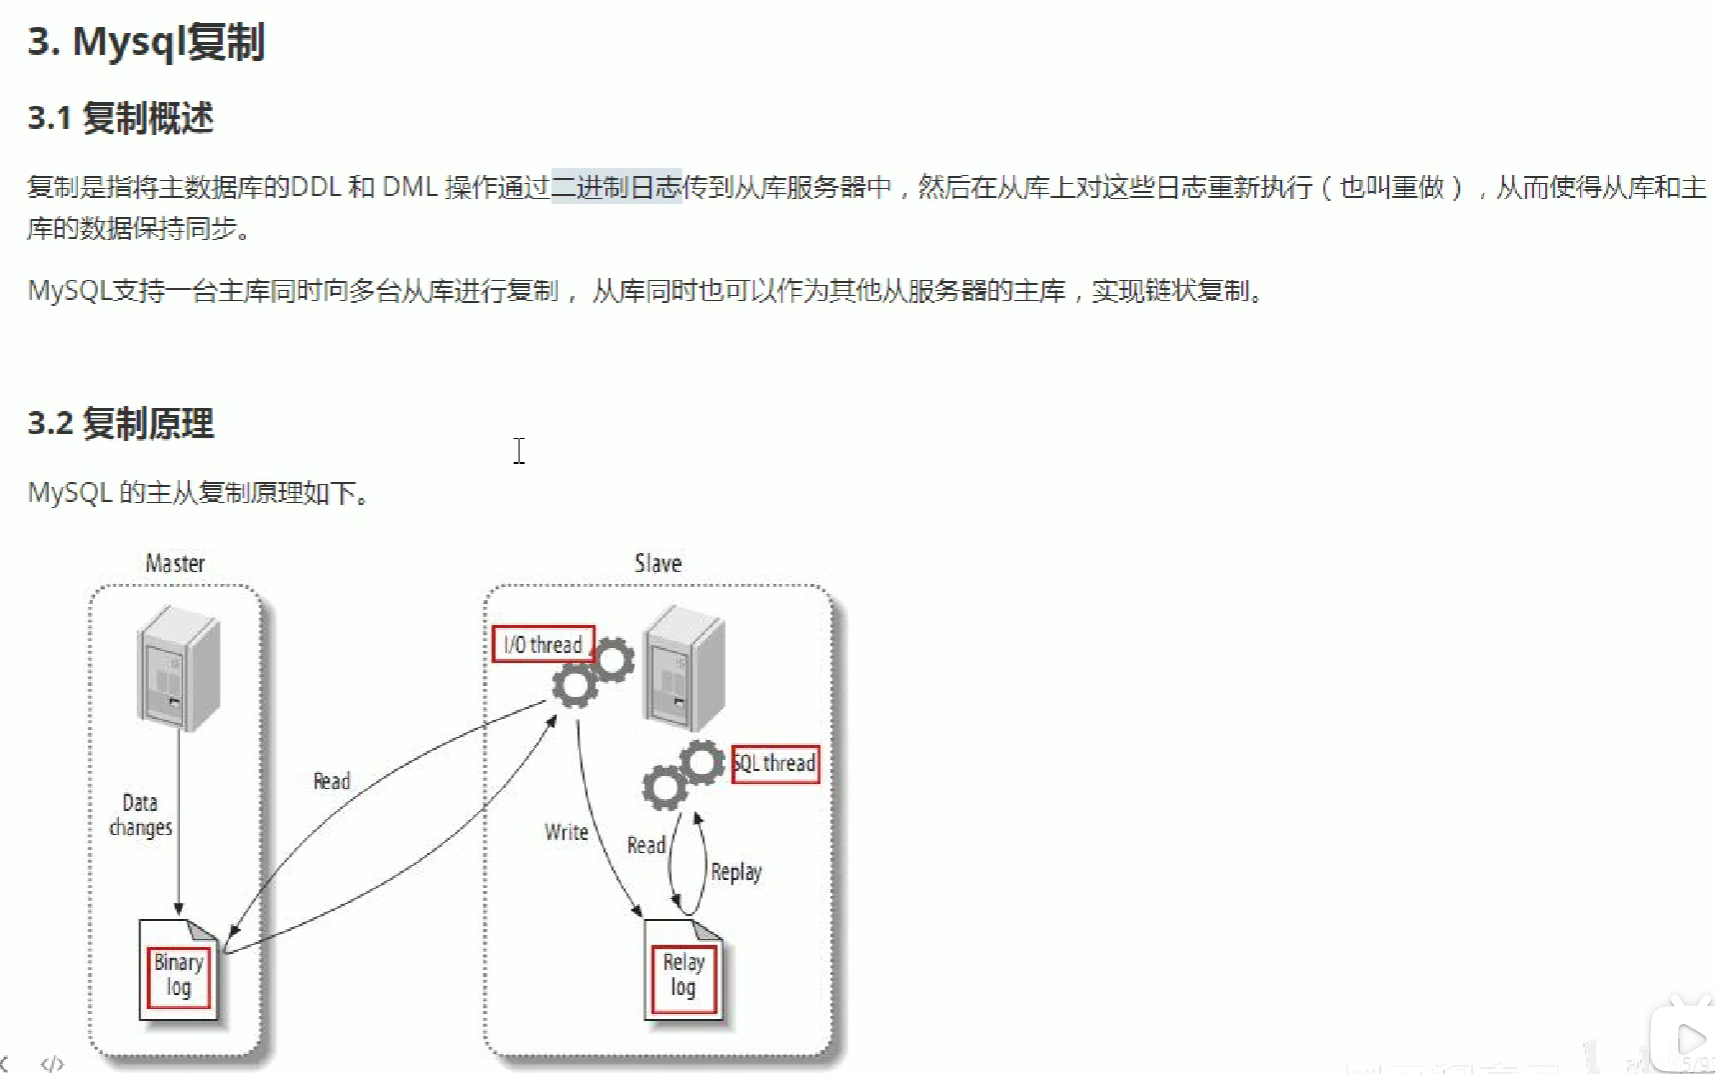 3. Mysql复制
3.1 复制概述
复制是指将主数据库的DDL 和 DML 操作通过二进制日志传到从库服务器中，然后在从库上对这些日志重新执行（也叫重做），从而使得从库和主
库的数据保持同步。
MySQL支持一台主库同时向多台从库进行复制， 从库同时也可以作为其他从服务器的主库，实现链状复制。
3.2 复制原理
MySQL 的主从复制原理如下。
Master
Slave
I/O thread
SQL thread
Read
Data
changes
Write
Read
Replay
Binary
log
Relay
log